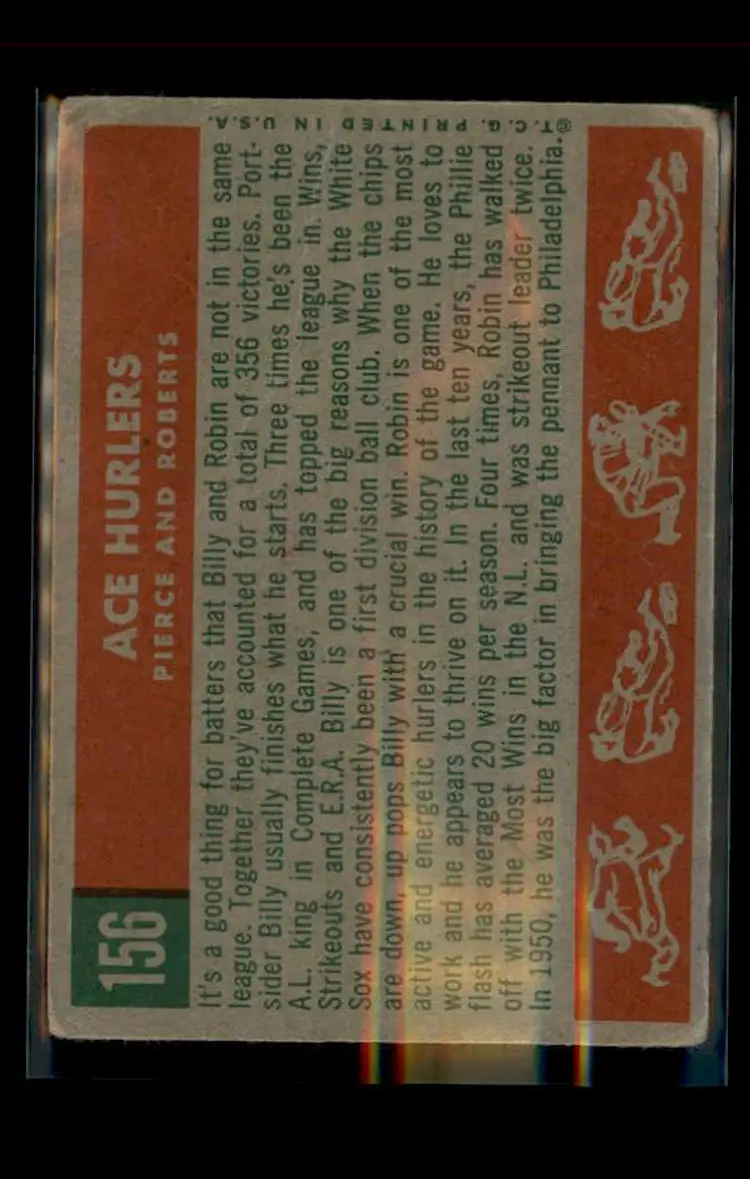 156
ACE HURLERS
PIERCE AND ROBERTS
It's a good thing for batters that Billy and Robin are not in the same
league. Together they've accounted for a total of 356 victories. Port-
sider Billy usually finishes what he starts. Three times he's been the
A.L. king in Complete Games, and has topped the league in Wins,
Strikeouts and E.R.A. Billy is one of the big reasons why the White
Sox have consistently been a first division ball club. When the chips
are down, up pops Billy with a crucial win. Robin is one of the most
active and energetic hurlers in the history of the game. He loves to
work and he appears to thrive on it. In the last ten years, the Phillie
flash has averaged 20 wins per season. Four times, Robin has walked
off with the Most Wins in the N.L. and was strikeout leader twice.
In 1950, he was the big factor in bringing the pennant to Philadelphia.
© T. C. G. PRINTED IN U.S.A.